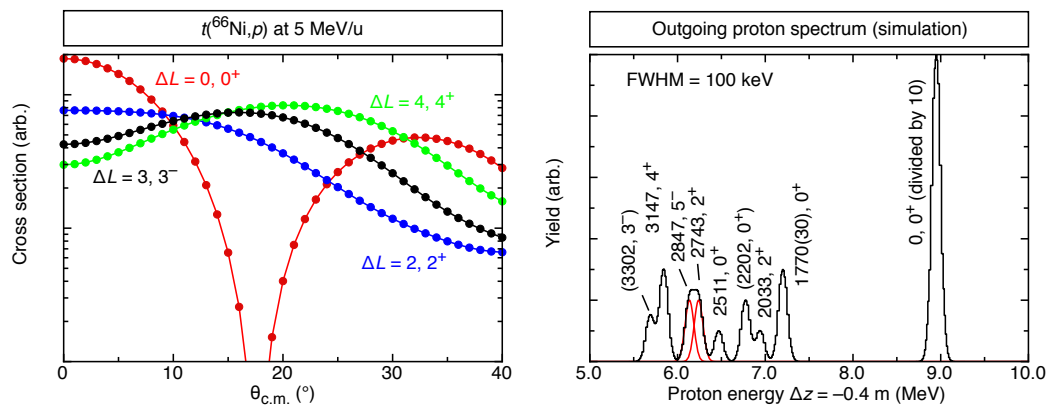 t(⁶⁶Ni,p) at 5 MeV/u
ΔL = 0, 0⁺
ΔL = 4, 4⁺
ΔL = 3, 3⁻
ΔL = 2, 2⁺
Cross section (arb.)
0 10 20 30 40
θc.m. (°)
Outgoing proton spectrum (simulation)
FWHM = 100 keV
(3302, 3⁻)
3147, 4⁺
2847, 5⁻
2743, 2⁺
2511, 0⁺
(2202, 0⁺)
2033, 2⁺
1770(30), 0⁺
0, 0⁺ (divided by 10)
Yield (arb.)
5.0 6.0 7.0 8.0 9.0 10.0
Proton energy Δz = –0.4 m (MeV)